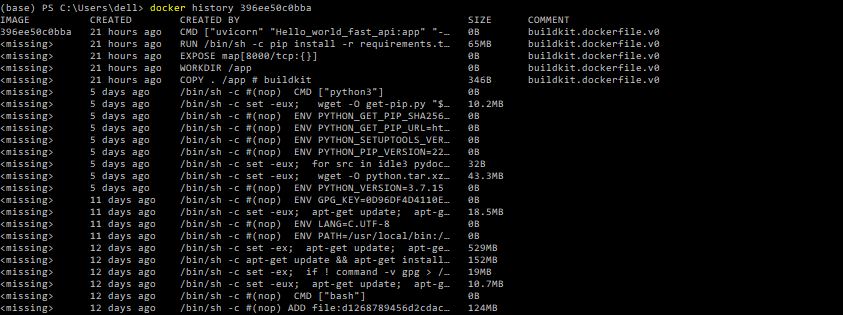 (base) PS C:\Users\dell> docker history 396ee50c0bba
IMAGE CREATED CREATED BY SIZE COMMENT
396ee50c0bba 21 hours ago CMD ["uvicorn" "Hello_world_fast_api:app" "-… 0B buildkit.dockerfile.v0
<missing> 21 hours ago RUN /bin/sh -c pip install -r requirements.t… 65MB buildkit.dockerfile.v0
<missing> 21 hours ago EXPOSE map[8000/tcp:{}] 0B buildkit.dockerfile.v0
<missing> 21 hours ago WORKDIR /app 0B buildkit.dockerfile.v0
<missing> 21 hours ago COPY . /app # buildkit 346B buildkit.dockerfile.v0
<missing> 5 days ago /bin/sh -c #(nop) CMD ["python3"] 0B
<missing> 5 days ago /bin/sh -c set -eux; wget -O get-pip.py "$… 10.2MB
<missing> 5 days ago /bin/sh -c #(nop) ENV PYTHON_GET_PIP_SHA256… 0B
<missing> 5 days ago /bin/sh -c #(nop) ENV PYTHON_GET_PIP_URL=ht… 0B
<missing> 5 days ago /bin/sh -c #(nop) ENV PYTHON_SETUPTOOLS_VER… 0B
<missing> 5 days ago /bin/sh -c #(nop) ENV PYTHON_PIP_VERSION=22… 0B
<missing> 5 days ago /bin/sh -c set -eux; for src in idle3 pydoc… 32B
<missing> 5 days ago /bin/sh -c set -eux; wget -O python.tar.xz… 43.3MB
<missing> 5 days ago /bin/sh -c #(nop) ENV PYTHON_VERSION=3.7.15 0B
<missing> 11 days ago /bin/sh -c #(nop) ENV GPG_KEY=0D96DF4D4110E… 0B
<missing> 11 days ago /bin/sh -c set -eux; apt-get update; apt-g… 18.5MB
<missing> 11 days ago /bin/sh -c #(nop) ENV LANG=C.UTF-8 0B
<missing> 11 days ago /bin/sh -c #(nop) ENV PATH=/usr/local/bin:/… 0B
<missing> 12 days ago /bin/sh -c set -ex; apt-get update; apt-ge… 529MB
<missing> 12 days ago /bin/sh -c apt-get update && apt-get install… 152MB
<missing> 12 days ago /bin/sh -c set -ex; if ! command -v gpg > /… 19MB
<missing> 12 days ago /bin/sh -c set -eux; apt-get update; apt-g… 10.7MB
<missing> 12 days ago /bin/sh -c #(nop) CMD ["bash"] 0B
<missing> 12 days ago /bin/sh -c #(nop) ADD file:d1268789456d2cdac… 124MB